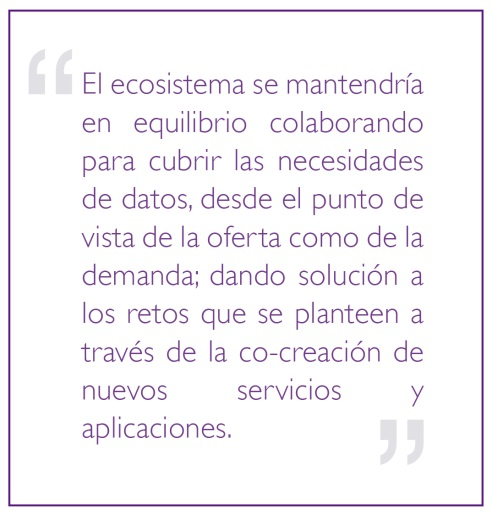 “
El ecosistema se mantendría
en equilibrio colaborando
para cubrir las necesidades
de datos, desde el punto de
vista de la oferta como de la
demanda; dando solución a
los retos que se planteen a
través de la co-creación de
nuevos servicios y
aplicaciones.
”